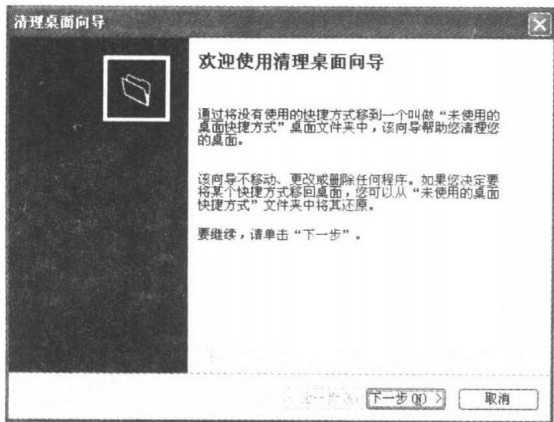 清理桌面向导
欢迎使用清理桌面向导
通过将没有使用的快捷方式移到一个叫做“未使用的
桌面快捷方式”桌面文件夹中，该向导帮助您清理您
的桌面。
该向导不移动、更改或删除任何程序。如果您决定要
将某个快捷方式移回桌面，您可以从“未使用的桌面
快捷方式”文件夹中将其还原。
要继续，请单击“下一步”。
下一步(N) >
取消